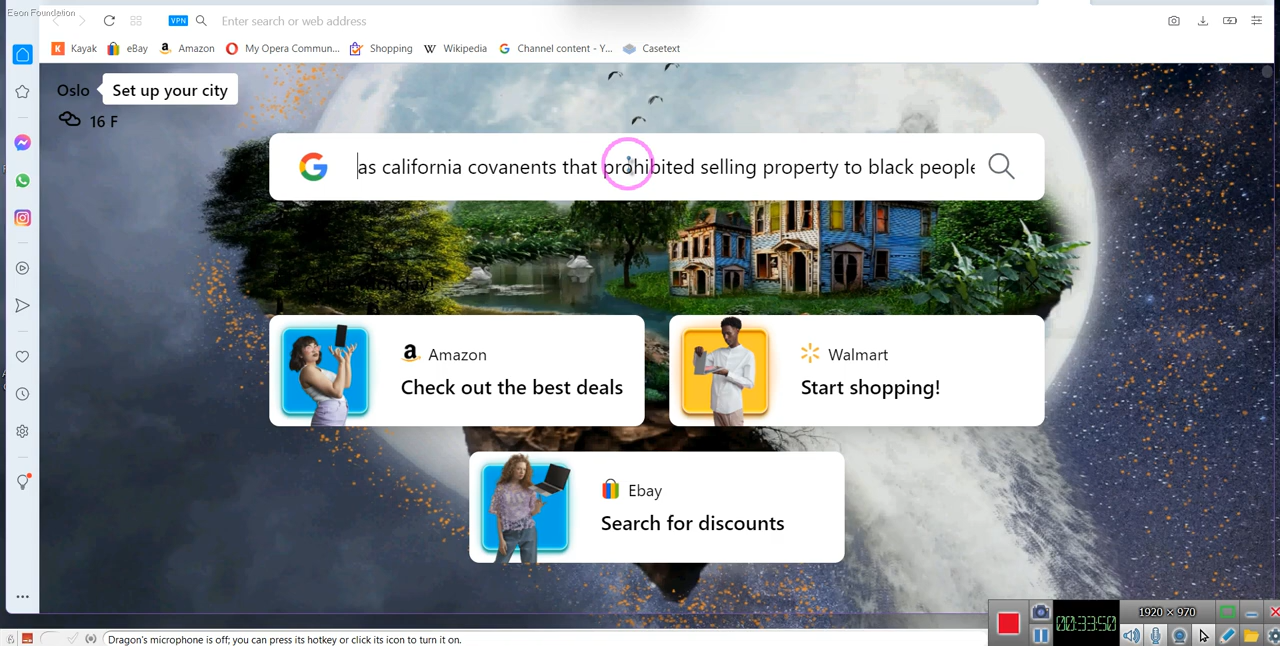 Eeon Foundation
VPN Enter search or web address
Kayak eBay Amazon My Opera Commun... Shopping Wikipedia Channel content - Y... Casetext
Oslo Set up your city
16 F
as california covanents that prohibited selling property to black people
Amazon
Check out the best deals
Walmart
Start shopping!
Ebay
Search for discounts
1920 × 970
00:33:50
Dragon's microphone is off; you can press its hotkey or click its icon to turn it on.